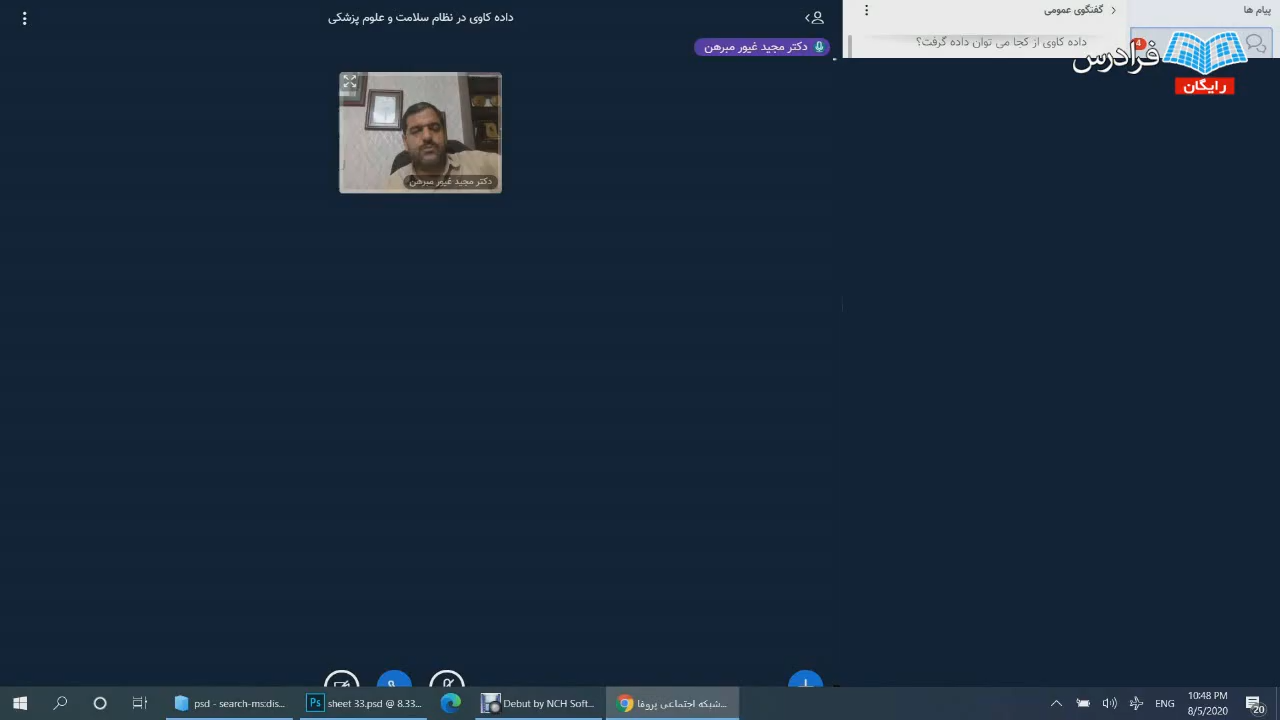 داده کاوی در نظام سلامت و علوم پزشکی
گفتگوی عمومی
پیام ها
دکتر مجید غیور مبرهن
داده کاوی از کجا می توان داده گرفت؟
4
فرادرس
رایگان
دکتر مجید غیور مبرهن
psd - search-ms:dis...
Ps
sheet 33.psd @ 8.33...
Debut by NCH Soft...
شبکه اجتماعی پروفا...
ENG
10:48 PM
8/5/2020
20